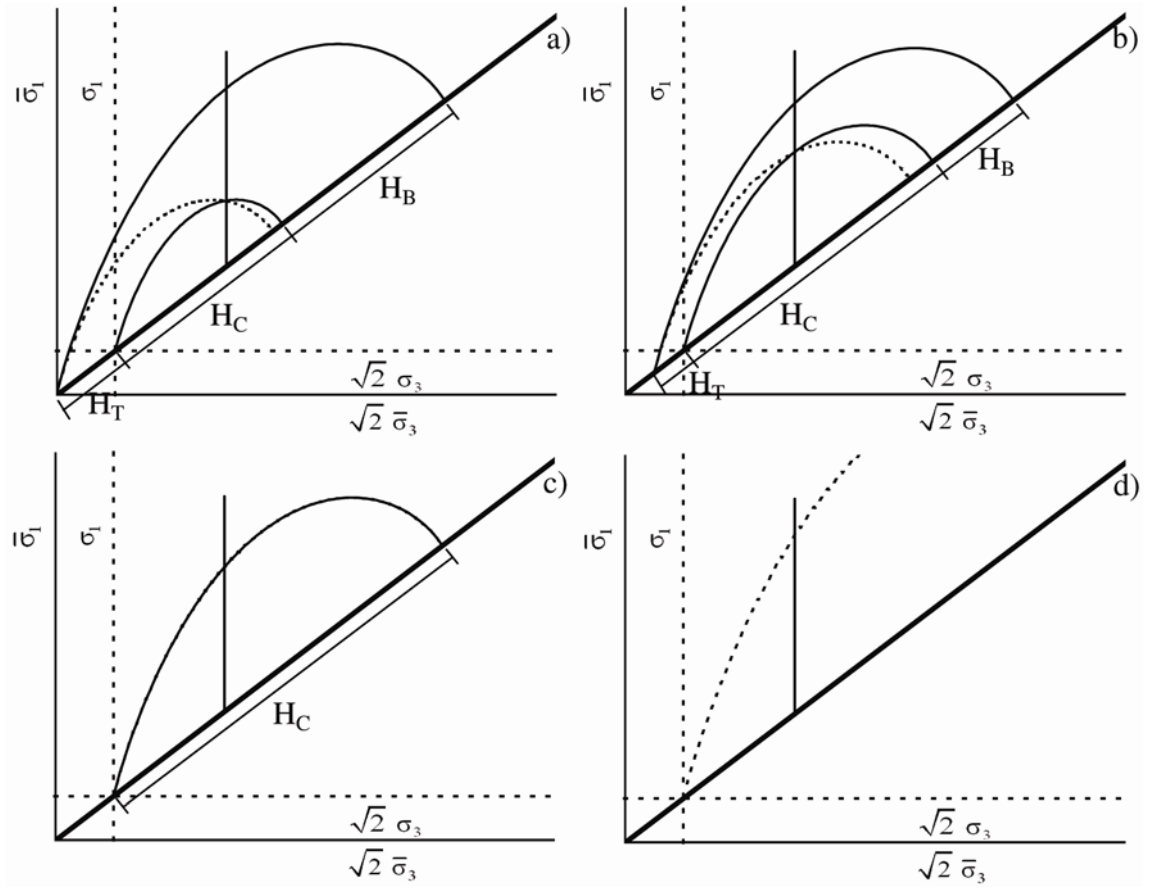 a)
σ̅₁
σ₁
H_B
H_C
H_T
√2 σ₃
√2 σ̅₃
b)
σ̅₁
σ₁
H_B
H_C
H_T
√2 σ₃
√2 σ̅₃
c)
σ̅₁
σ₁
H_C
√2 σ₃
√2 σ̅₃
d)
σ̅₁
σ₁
√2 σ₃
√2 σ̅₃